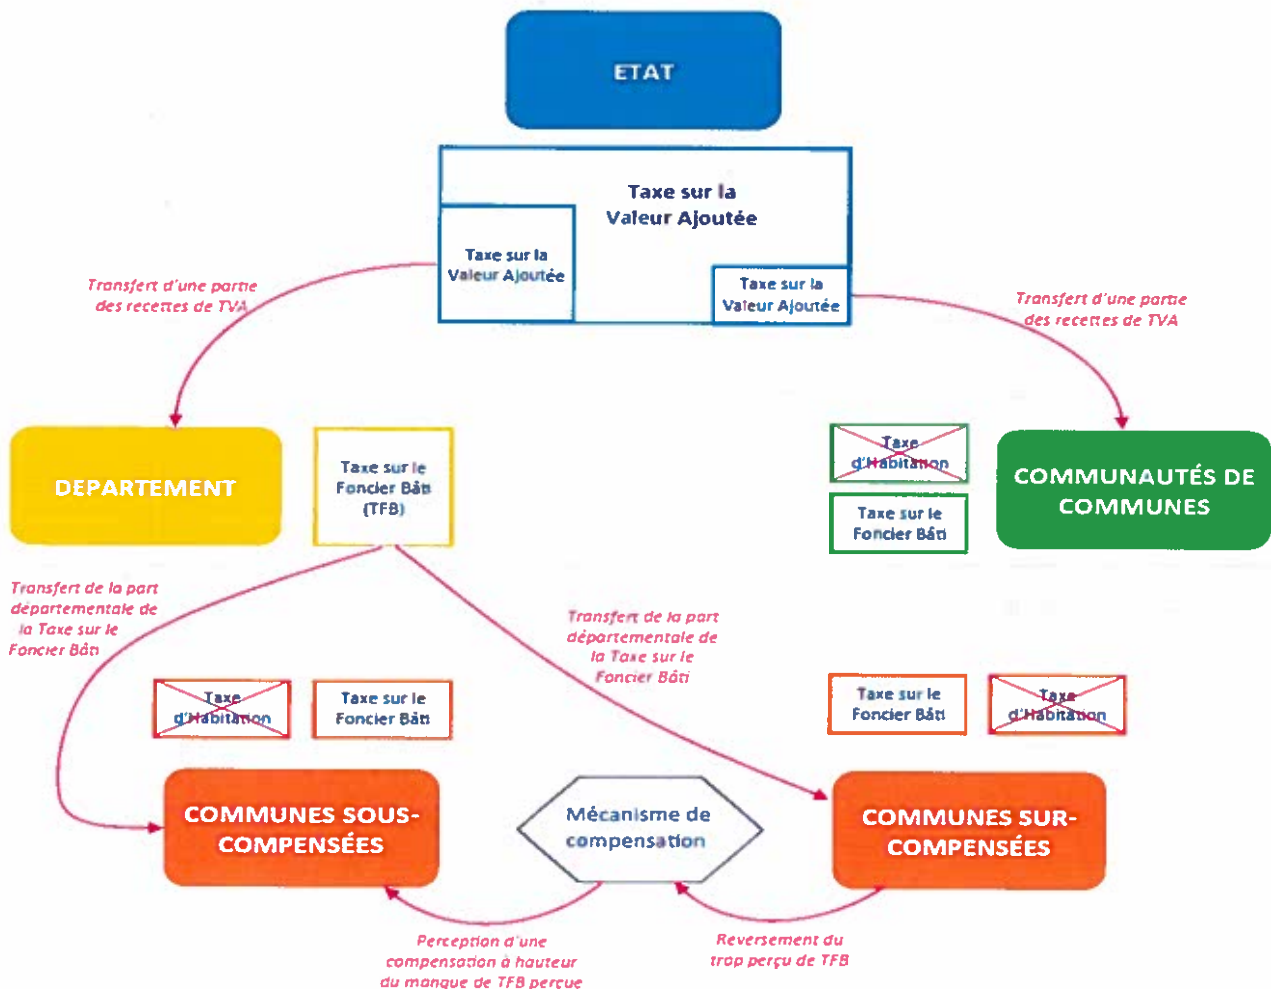 ETAT
Taxe sur la
Valeur Ajoutée
Taxe sur la
Valeur Ajoutée
Taxe sur la
Valeur Ajoutée
Transfert d'une partie
des recettes de TVA
Transfert d'une partie
des recettes de TVA
DEPARTEMENT
Taxe sur le
Foncier Bâti
(TFB)
Taxe
d'Habitation
Taxe sur le
Foncier Bâti
COMMUNAUTÉS DE
COMMUNES
Transfert de la part
départementale de
la Taxe sur le
Foncier Bâti
Transfert de la part
départementale de
la Taxe sur le
Foncier Bâti
Taxe
d'Habitation
Taxe sur le
Foncier Bâti
Taxe sur le
Foncier Bâti
Taxe
d'Habitation
COMMUNES SOUS-
COMPENSÉES
Mécanisme de
compensation
COMMUNES SUR-
COMPENSÉES
Perception d'une
compensation à hauteur
du manque de TFB perçue
Reversement du
trop perçu de TFB